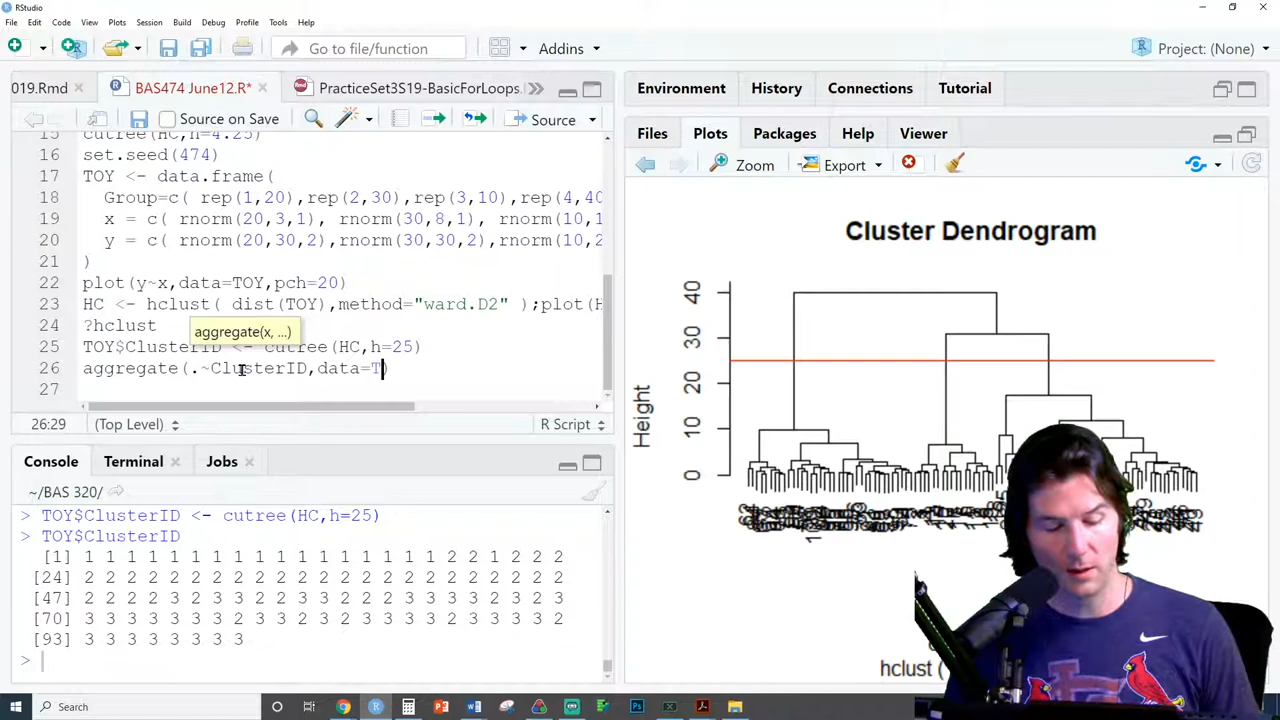 RStudio
File Edit Code View Plots Session Build Debug Profile Tools Help
Go to file/function Addins Project: (None)
019.Rmd BAS474 June12.R* PracticeSet3S19-BasicForLoops.
Source on Save Source
15 cutree(HC,h=4.25)
16 set.seed(474)
17 TOY <- data.frame(
18 Group=c( rep(1,20),rep(2,30),rep(3,10),rep(4,40
19 x = c( rnorm(20,3,1), rnorm(30,8,1), rnorm(10,1
20 y = c( rnorm(20,30,2),rnorm(30,30,2),rnorm(10,2
21 )
22 plot(y~x,data=TOY,pch=20)
23 HC <- hclust( dist(TOY),method="ward.D2" );plot(H
24 ?hclust
aggregate(x, ...)
25 TOY$ClusterID <- cutree(HC,h=25)
26 aggregate(.~ClusterID,data=T)
27
26:29 (Top Level) R Script
Console Terminal Jobs
~/BAS 320/
> TOY$ClusterID <- cutree(HC,h=25)
> TOY$ClusterID
[1] 1 1 1 1 1 1 1 1 1 1 1 1 1 1 1 1 1 2 2 1 2 2 2
[24] 2 2 2 2 2 2 2 2 2 2 2 2 2 2 2 2 2 2 2 2 2 2 2
[47] 2 2 2 2 3 2 3 3 2 2 3 3 2 2 2 3 3 3 3 2 3 2 3
[70] 3 3 3 3 3 3 3 2 3 3 2 2 2 3 3 3 3 2 3 3 3 3 2
[93] 3 3 3 3 3 3 3 3
>
Environment History Connections Tutorial
Files Plots Packages Help Viewer
Zoom Export
Cluster Dendrogram
Height
0 10 20 30 40
hclust (
Search